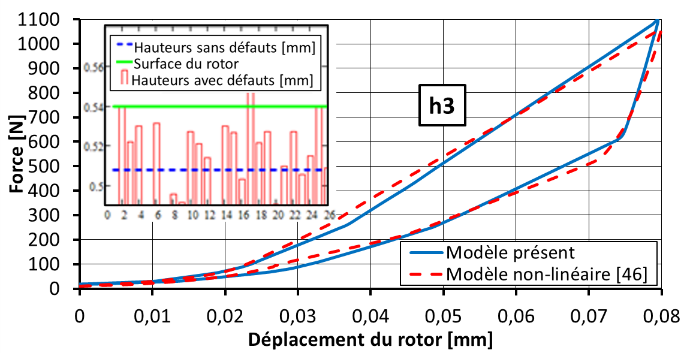 1100
1000
900
800
700
600
500
400
300
200
100
0
Force [N]
0.56
0.54
0.52
0.5
Hauteurs sans défauts [mm]
Surface du rotor
Hauteurs avec défauts [mm]
0 2 4 6 8 10 12 14 16 18 20 22 24 26
h3
Modèle présent
Modèle non-linéaire [46]
0 0,01 0,02 0,03 0,04 0,05 0,06 0,07 0,08
Déplacement du rotor [mm]